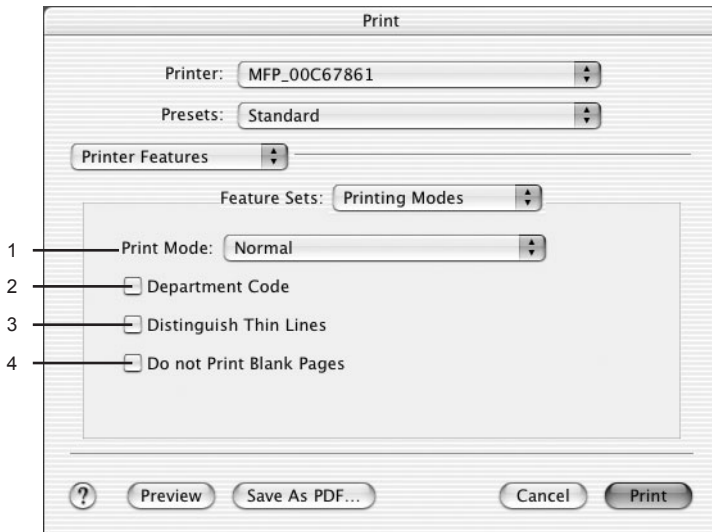 Print
Printer: MFP_00C67861
Presets: Standard
Printer Features
Feature Sets: Printing Modes
1 Print Mode: Normal
2 Department Code
3 Distinguish Thin Lines
4 Do not Print Blank Pages
? Preview Save As PDF... Cancel Print